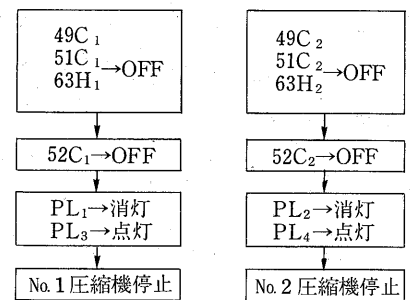 49C₁
51C₁→OFF
63H₁
52C₁→OFF
PL₁→消灯
PL₃→点灯
No.1圧縮機停止
49C₂
51C₂→OFF
63H₂
52C₂→OFF
PL₂→消灯
PL₄→点灯
No.2圧縮機停止